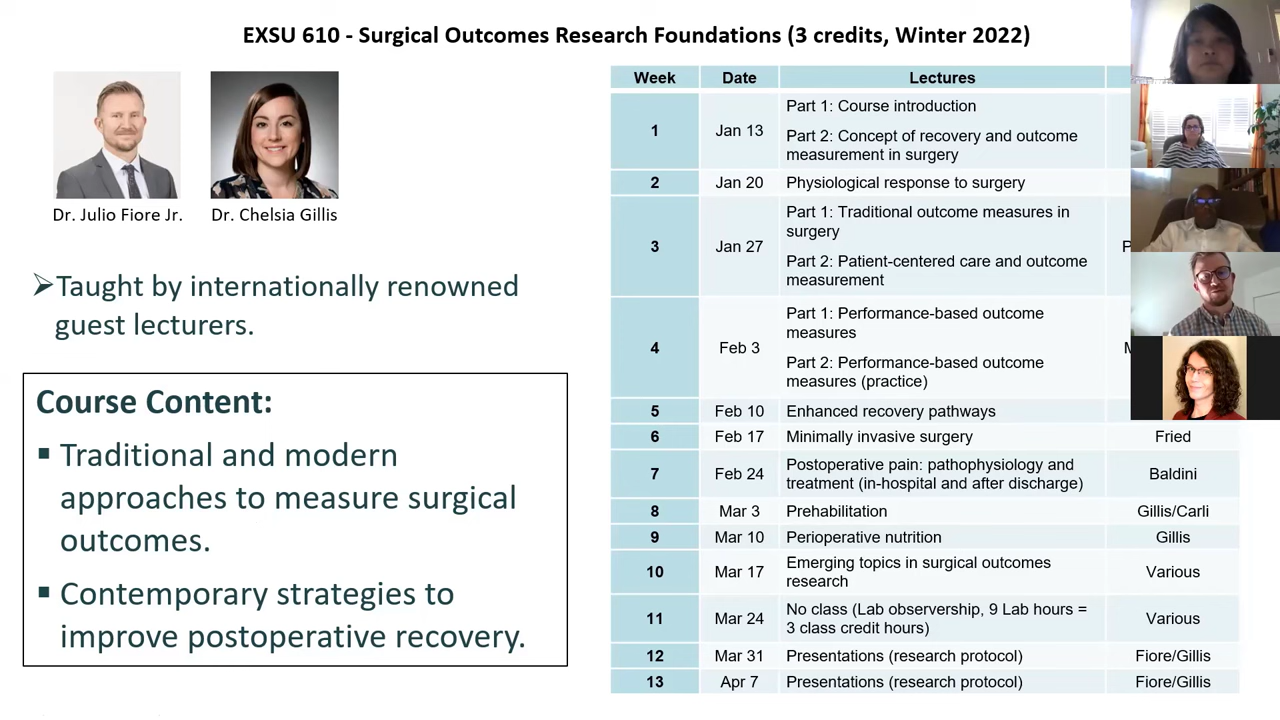 EXSU 610 - Surgical Outcomes Research Foundations (3 credits, Winter 2022)
Dr. Julio Fiore Jr.
Dr. Chelsia Gillis
Taught by internationally renowned
guest lecturers.
Course Content:
▪ Traditional and modern
approaches to measure surgical
outcomes.
▪ Contemporary strategies to
improve postoperative recovery.
Week Date Lectures
1 Jan 13 Part 1: Course introduction
Part 2: Concept of recovery and outcome
measurement in surgery
2 Jan 20 Physiological response to surgery
3 Jan 27 Part 1: Traditional outcome measures in
surgery
Part 2: Patient-centered care and outcome
measurement
4 Feb 3 Part 1: Performance-based outcome
measures
Part 2: Performance-based outcome
measures (practice)
5 Feb 10 Enhanced recovery pathways
6 Feb 17 Minimally invasive surgery Fried
7 Feb 24 Postoperative pain: pathophysiology and
treatment (in-hospital and after discharge) Baldini
8 Mar 3 Prehabilitation Gillis/Carli
9 Mar 10 Perioperative nutrition Gillis
10 Mar 17 Emerging topics in surgical outcomes
research Various
11 Mar 24 No class (Lab observership, 9 Lab hours =
3 class credit hours) Various
12 Mar 31 Presentations (research protocol) Fiore/Gillis
13 Apr 7 Presentations (research protocol) Fiore/Gillis